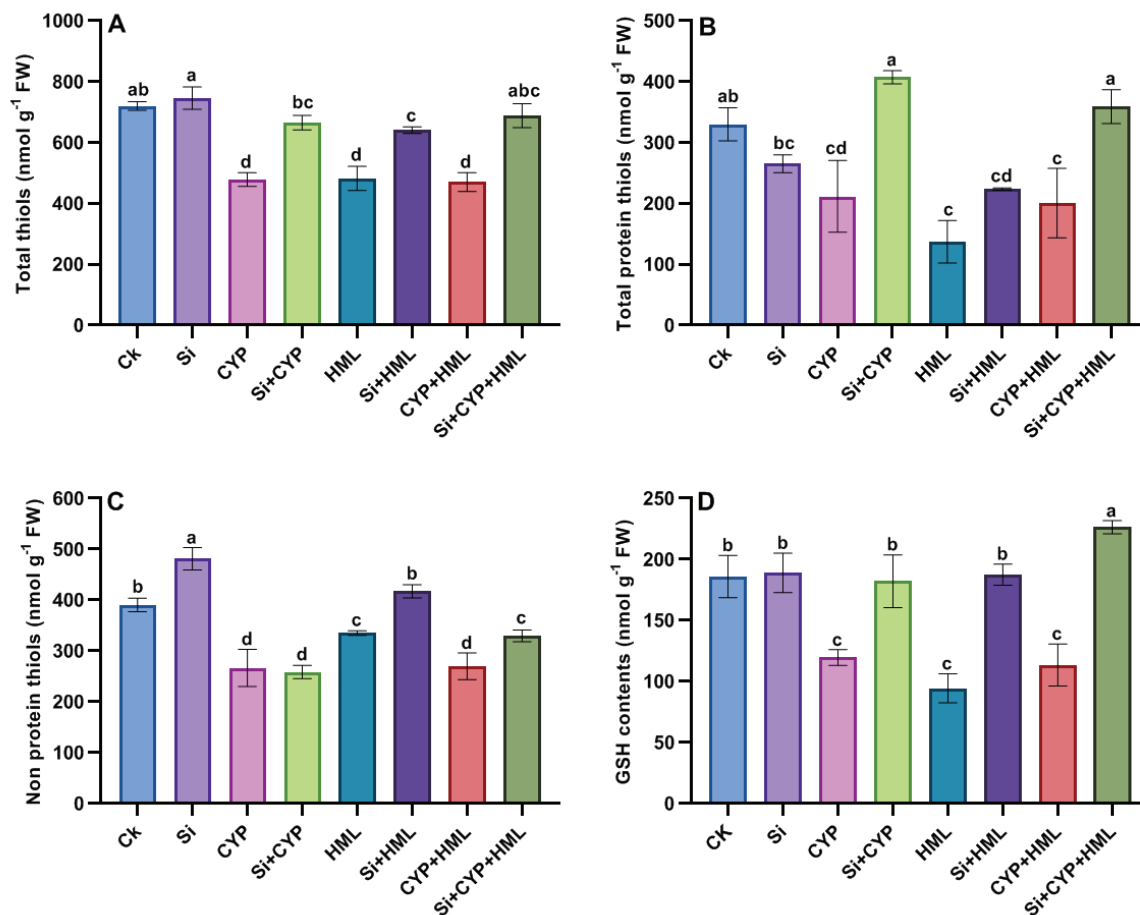 A
Total thiols (nmol g-1 FW)
1000
800
600
400
200
0
ab
a
d
bc
d
c
d
abc
Ck
Si
CYP
Si+CYP
HML
Si+HML
CYP+HML
Si+CYP+HML
B
Total protein thiols (nmol g-1 FW)
500
400
300
200
100
0
ab
bc
cd
a
c
cd
c
a
Ck
Si
CYP
Si+CYP
HML
Si+HML
CYP+HML
Si+CYP+HML
C
Non protein thiols (nmol g-1 FW)
600
500
400
300
200
100
0
b
a
d
d
c
b
d
c
Ck
Si
CYP
Si+CYP
HML
Si+HML
CYP+HML
Si+CYP+HML
D
GSH contents (nmol g-1 FW)
250
200
150
100
50
0
b
b
c
b
c
b
c
a
CK
Si
CYP
Si+CYP
HML
Si+HML
CYP+HML
Si+CYP+HML